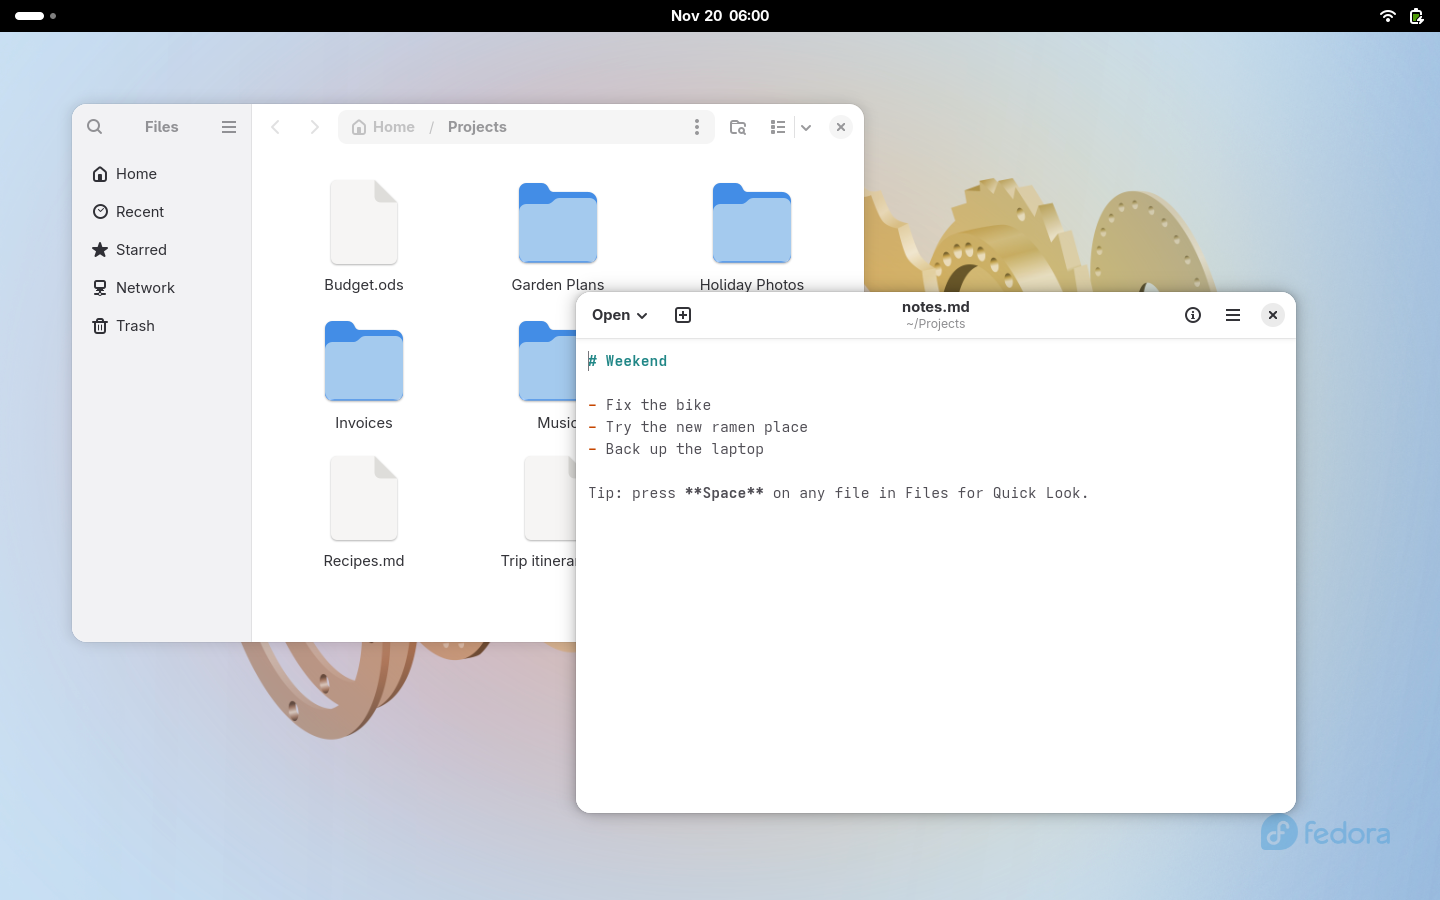 Nov 20 06:00
Files
Home / Projects
Home
Recent
Starred
Network
Trash
Budget.ods
Garden Plans
Holiday Photos
Invoices
Music
Recipes.md
Trip
Open
notes.md
~/Projects
# Weekend
- Fix the bike
- Try the new ramen place
- Back up the laptop
Tip: press **Space** on any file in Files for Quick Look.
fedora